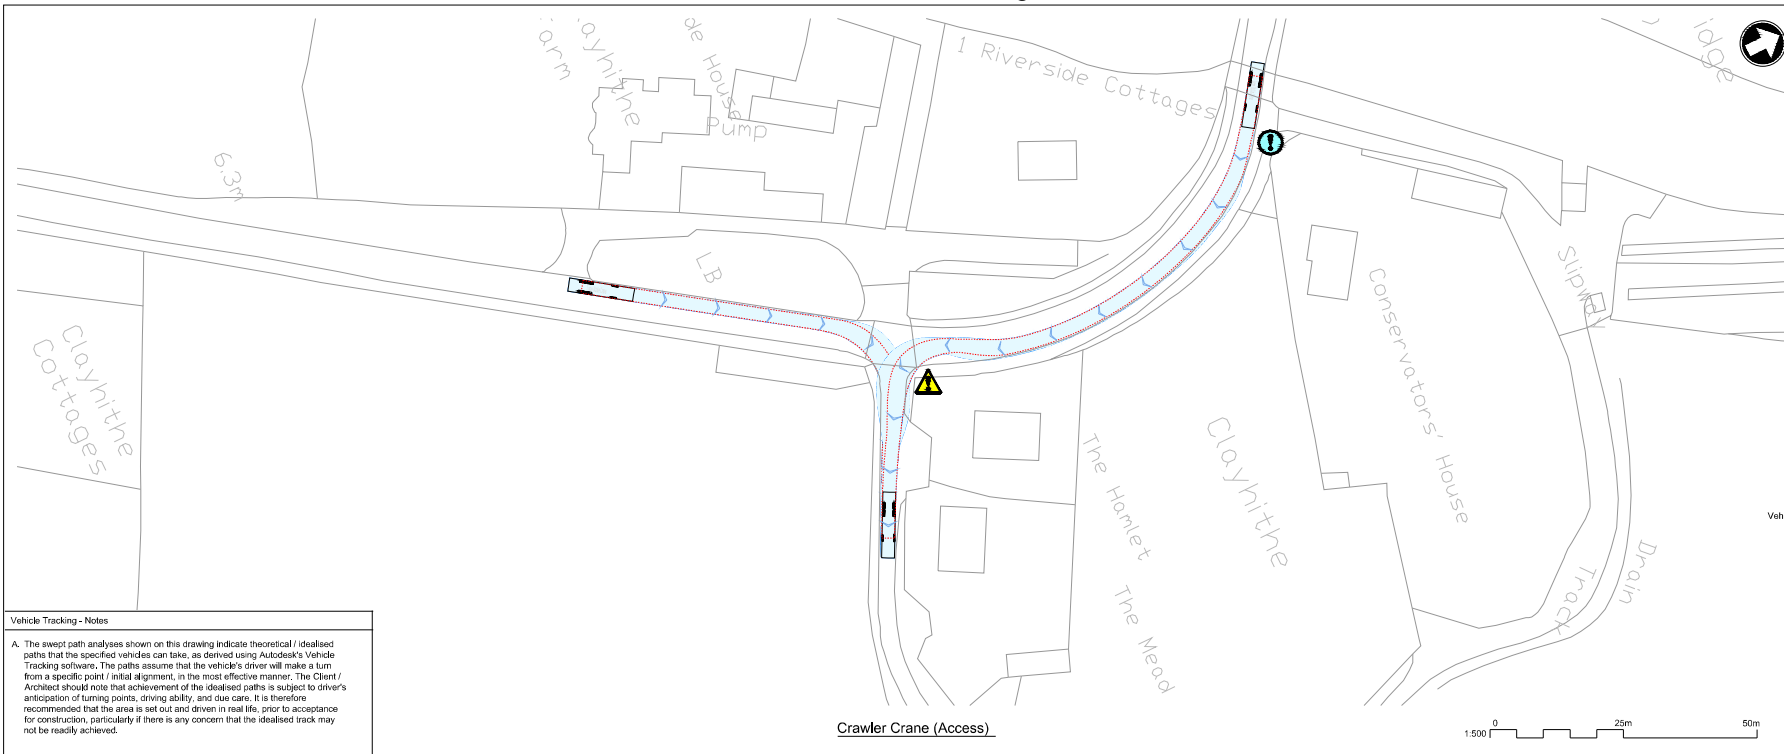 1 Riverside Cottages
Pump
6.3m
LB
Clayhithe
Cottages
Conservators' House
Slipway
Clayhithe
The Hamlet
The Mead
Drain
Track
Vehicle Tracking - Notes
A. The swept path analyses shown on this drawing indicate theoretical / idealised
paths that the specified vehicles can take, as derived using Autodesk's Vehicle
Tracking software. The paths assume that the vehicle's driver will make a turn
from a specific point / initial alignment, in the most effective manner. The Client /
Architect should note that achievement of the idealised paths is subject to driver's
anticipation of turning points, driving ability, and due care. It is therefore
recommended that the area is set out and driven in real life, prior to acceptance
for construction, particularly if there is any concern that the idealised track may
not be readily achieved.
Crawler Crane (Access)
1:500
0 25m 50m